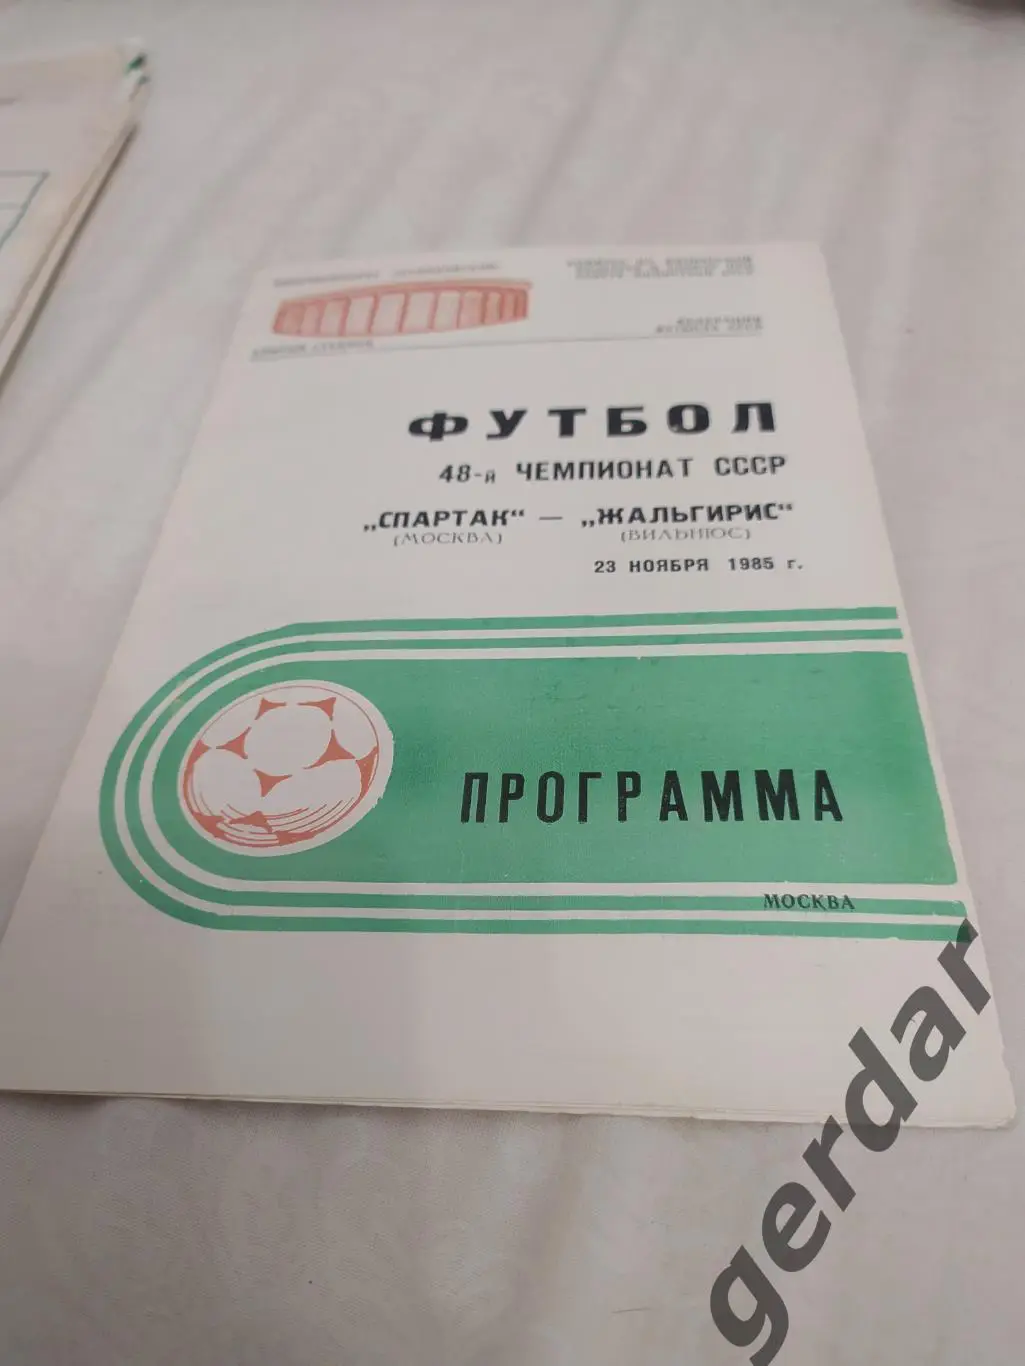 ФУТБОЛ
48-й ЧЕМПИОНАТ СССР
„СПАРТАК“ — „ЖАЛЬГИРИС“
(МОСКВА) (ВИЛЬНЮС)
23 НОЯБРЯ 1985 г.
ПРОГРАММА
МОСКВА
gerdar